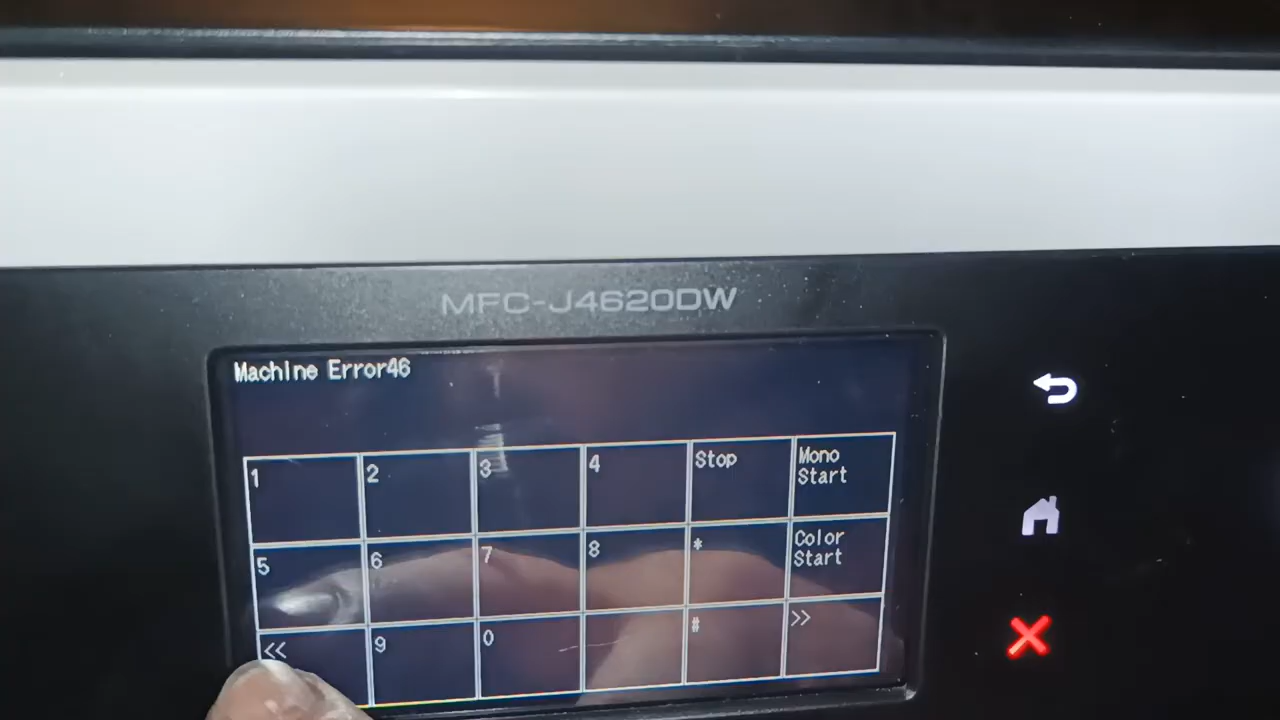 MFC-J4620DW
Machine Error46
1 2 3 4 Stop Mono Start
5 6 7 8 * Color Start
<< 9 0 # >>